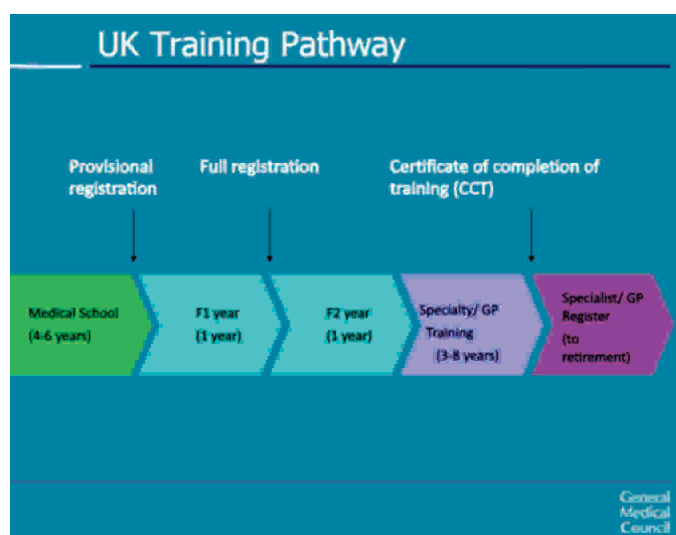 UK Training Pathway
Provisional
registration
Full registration
Certificate of completion of
training (CCT)
Medical School
(4-6 years)
F1 year
(1 year)
F2 year
(1 year)
Specialty/ GP
Training
(3-8 years)
Specialist/ GP
Register
(to
retirement)
General
Medical
Council